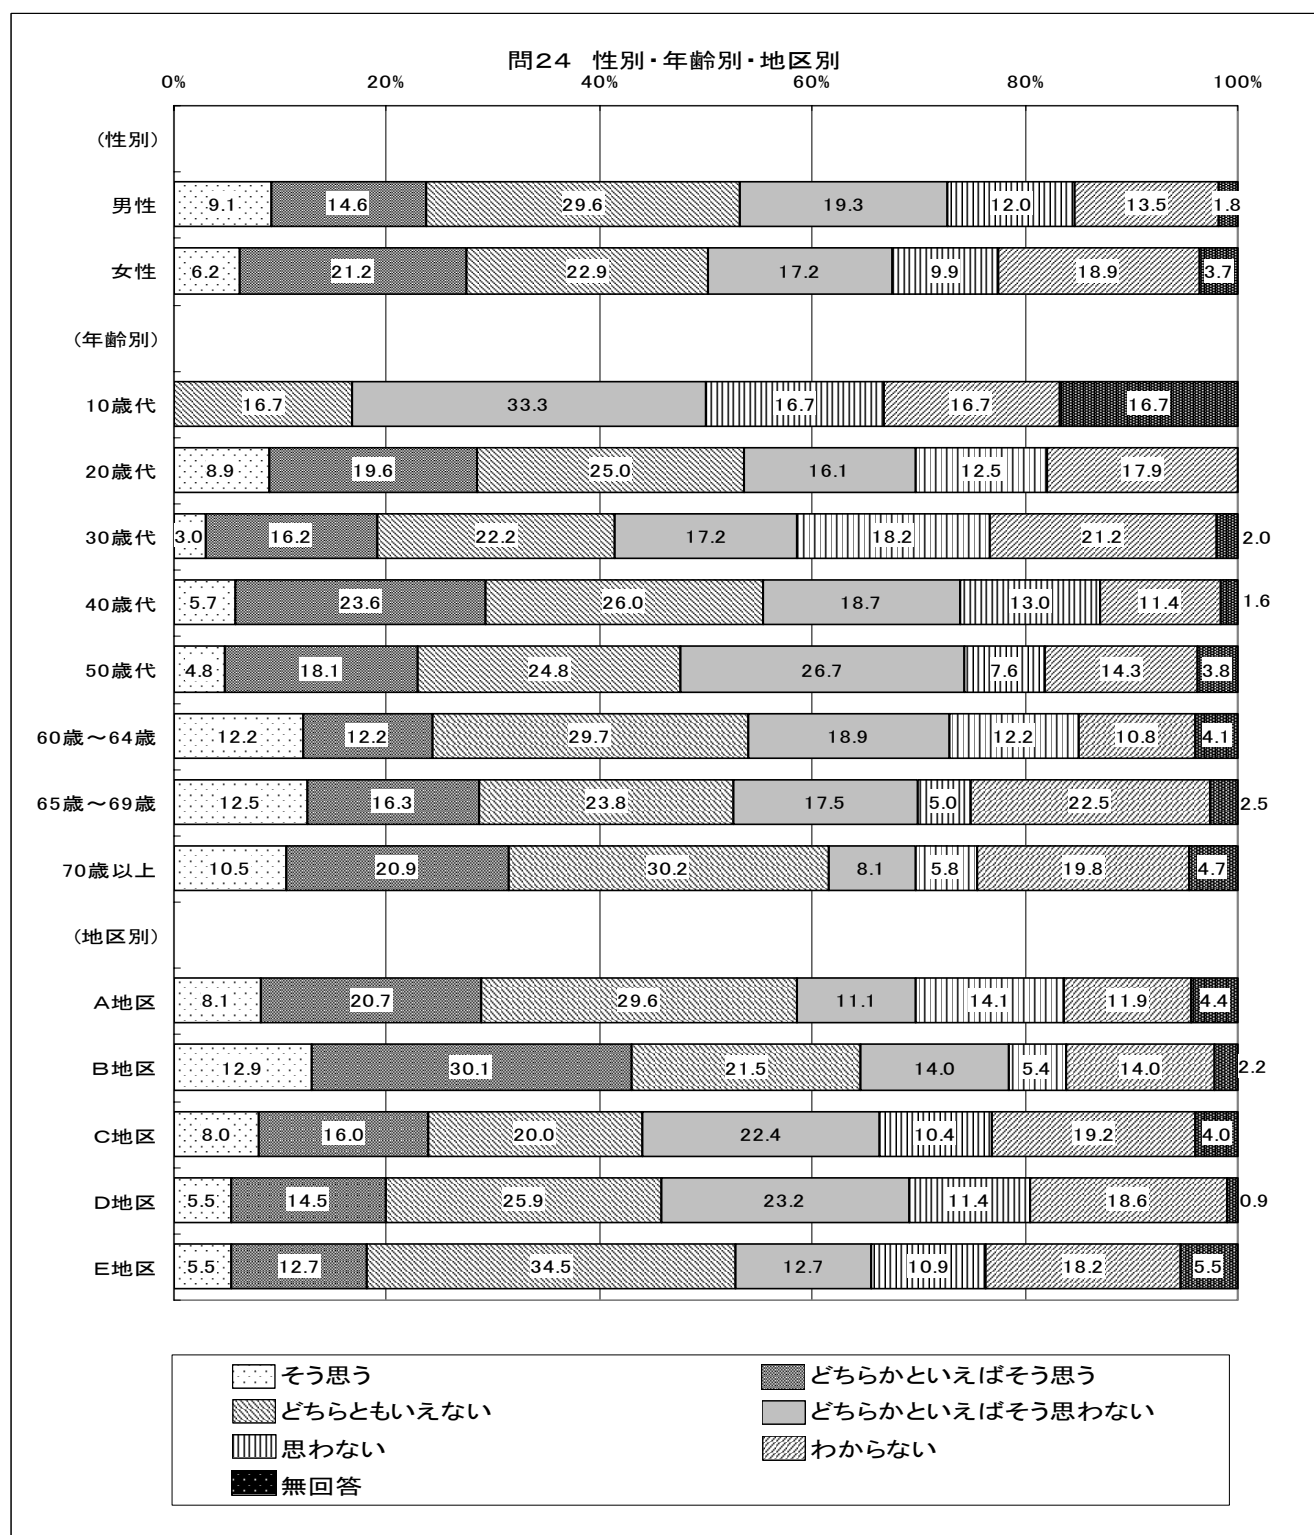 問24　性別・年齢別・地区別
0% 20% 40% 60% 80% 100%
(性別)
男性 9.1 14.6 29.6 19.3 12.0 13.5 1.8
女性 6.2 21.2 22.9 17.2 9.9 18.9 3.7
(年齢別)
10歳代 16.7 33.3 16.7 16.7 16.7
20歳代 8.9 19.6 25.0 16.1 12.5 17.9
30歳代 3.0 16.2 22.2 17.2 18.2 21.2 2.0
40歳代 5.7 23.6 26.0 18.7 13.0 11.4 1.6
50歳代 4.8 18.1 24.8 26.7 7.6 14.3 3.8
60歳～64歳 12.2 12.2 29.7 18.9 12.2 10.8 4.1
65歳～69歳 12.5 16.3 23.8 17.5 5.0 22.5 2.5
70歳以上 10.5 20.9 30.2 8.1 5.8 19.8 4.7
(地区別)
A地区 8.1 20.7 29.6 11.1 14.1 11.9 4.4
B地区 12.9 30.1 21.5 14.0 5.4 14.0 2.2
C地区 8.0 16.0 20.0 22.4 10.4 19.2 4.0
D地区 5.5 14.5 25.9 23.2 11.4 18.6 0.9
E地区 5.5 12.7 34.5 12.7 10.9 18.2 5.5
そう思う どちらかといえばそう思う
どちらともいえない どちらかといえばそう思わない
思わない わからない
無回答